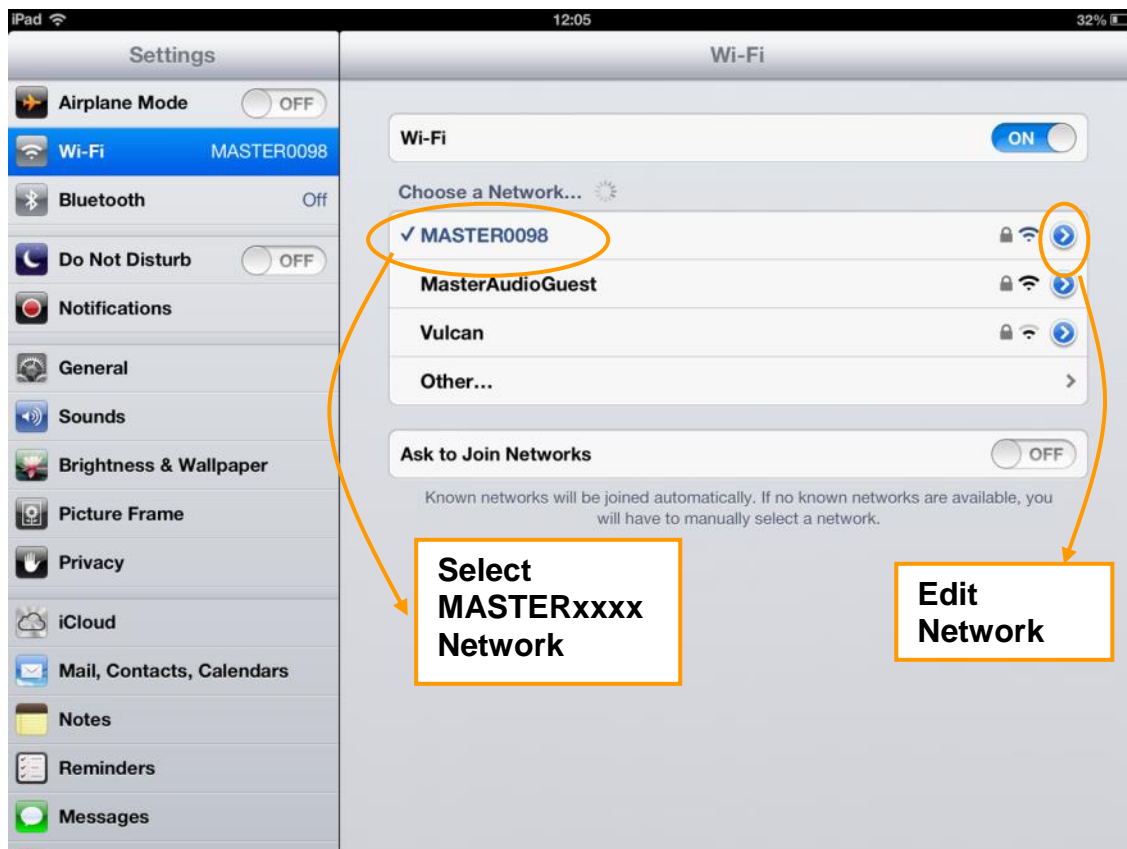 iPad 12:05 32%
Settings
Wi-Fi
Airplane Mode OFF
Wi-Fi MASTER0098
Bluetooth Off
Do Not Disturb OFF
Notifications
General
Sounds
Brightness & Wallpaper
Picture Frame
Privacy
iCloud
Mail, Contacts, Calendars
Notes
Reminders
Messages
Wi-Fi ON
Choose a Network...
MASTER0098
MasterAudioGuest
Vulcan
Other...
Ask to Join Networks OFF
Known networks will be joined automatically. If no known networks are available, you
will have to manually select a network.
Select
MASTERxxxx
Network
Edit
Network